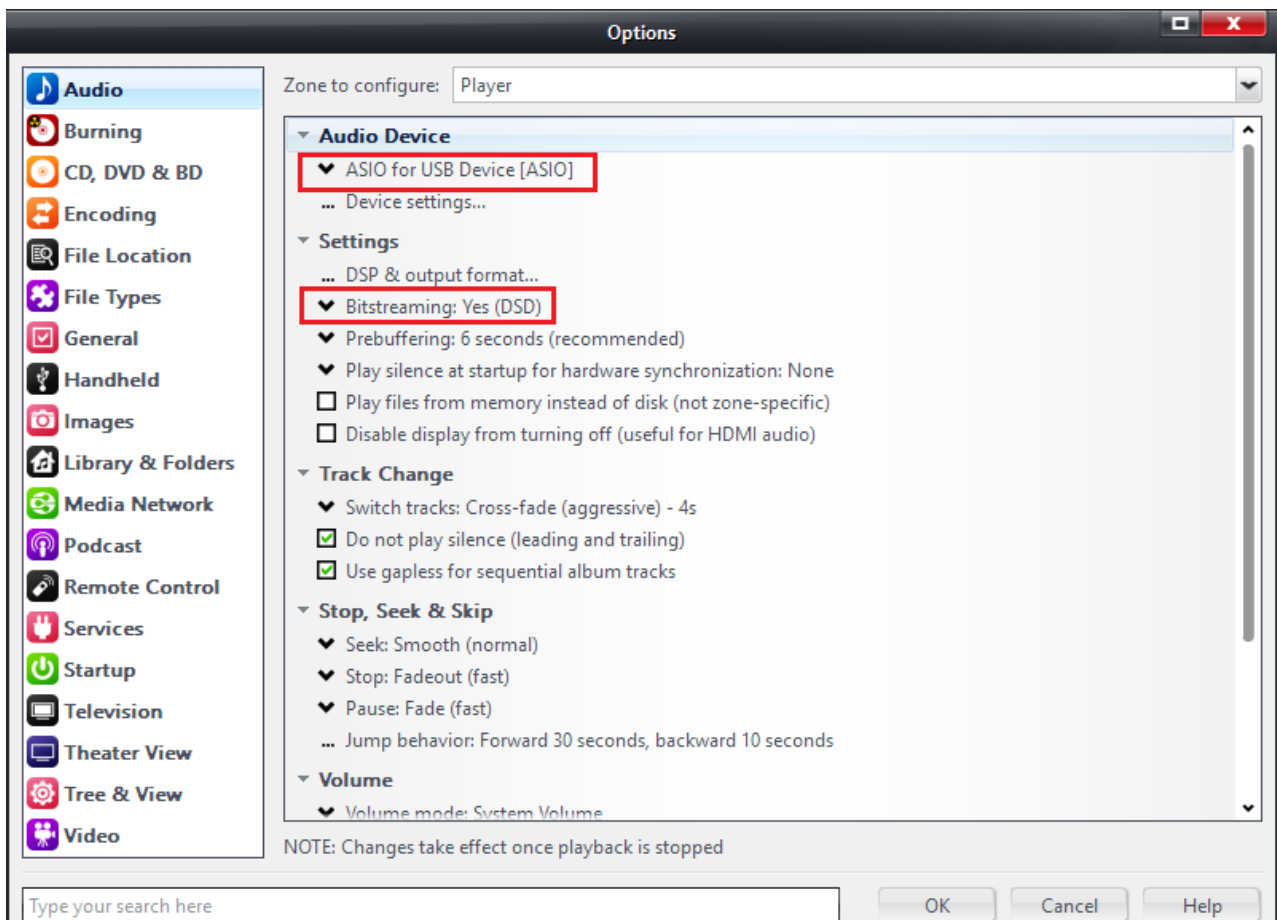 Options
Audio
Burning
CD, DVD & BD
Encoding
File Location
File Types
General
Handheld
Images
Library & Folders
Media Network
Podcast
Remote Control
Services
Startup
Television
Theater View
Tree & View
Video
Zone to configure: Player
Audio Device
ASIO for USB Device [ASIO]
... Device settings...
Settings
... DSP & output format...
Bitstreaming: Yes (DSD)
Prebuffering: 6 seconds (recommended)
Play silence at startup for hardware synchronization: None
Play files from memory instead of disk (not zone-specific)
Disable display from turning off (useful for HDMI audio)
Track Change
Switch tracks: Cross-fade (aggressive) - 4s
Do not play silence (leading and trailing)
Use gapless for sequential album tracks
Stop, Seek & Skip
Seek: Smooth (normal)
Stop: Fadeout (fast)
Pause: Fade (fast)
... Jump behavior: Forward 30 seconds, backward 10 seconds
Volume
Volume mode: System Volume
NOTE: Changes take effect once playback is stopped
Type your search here
OK Cancel Help